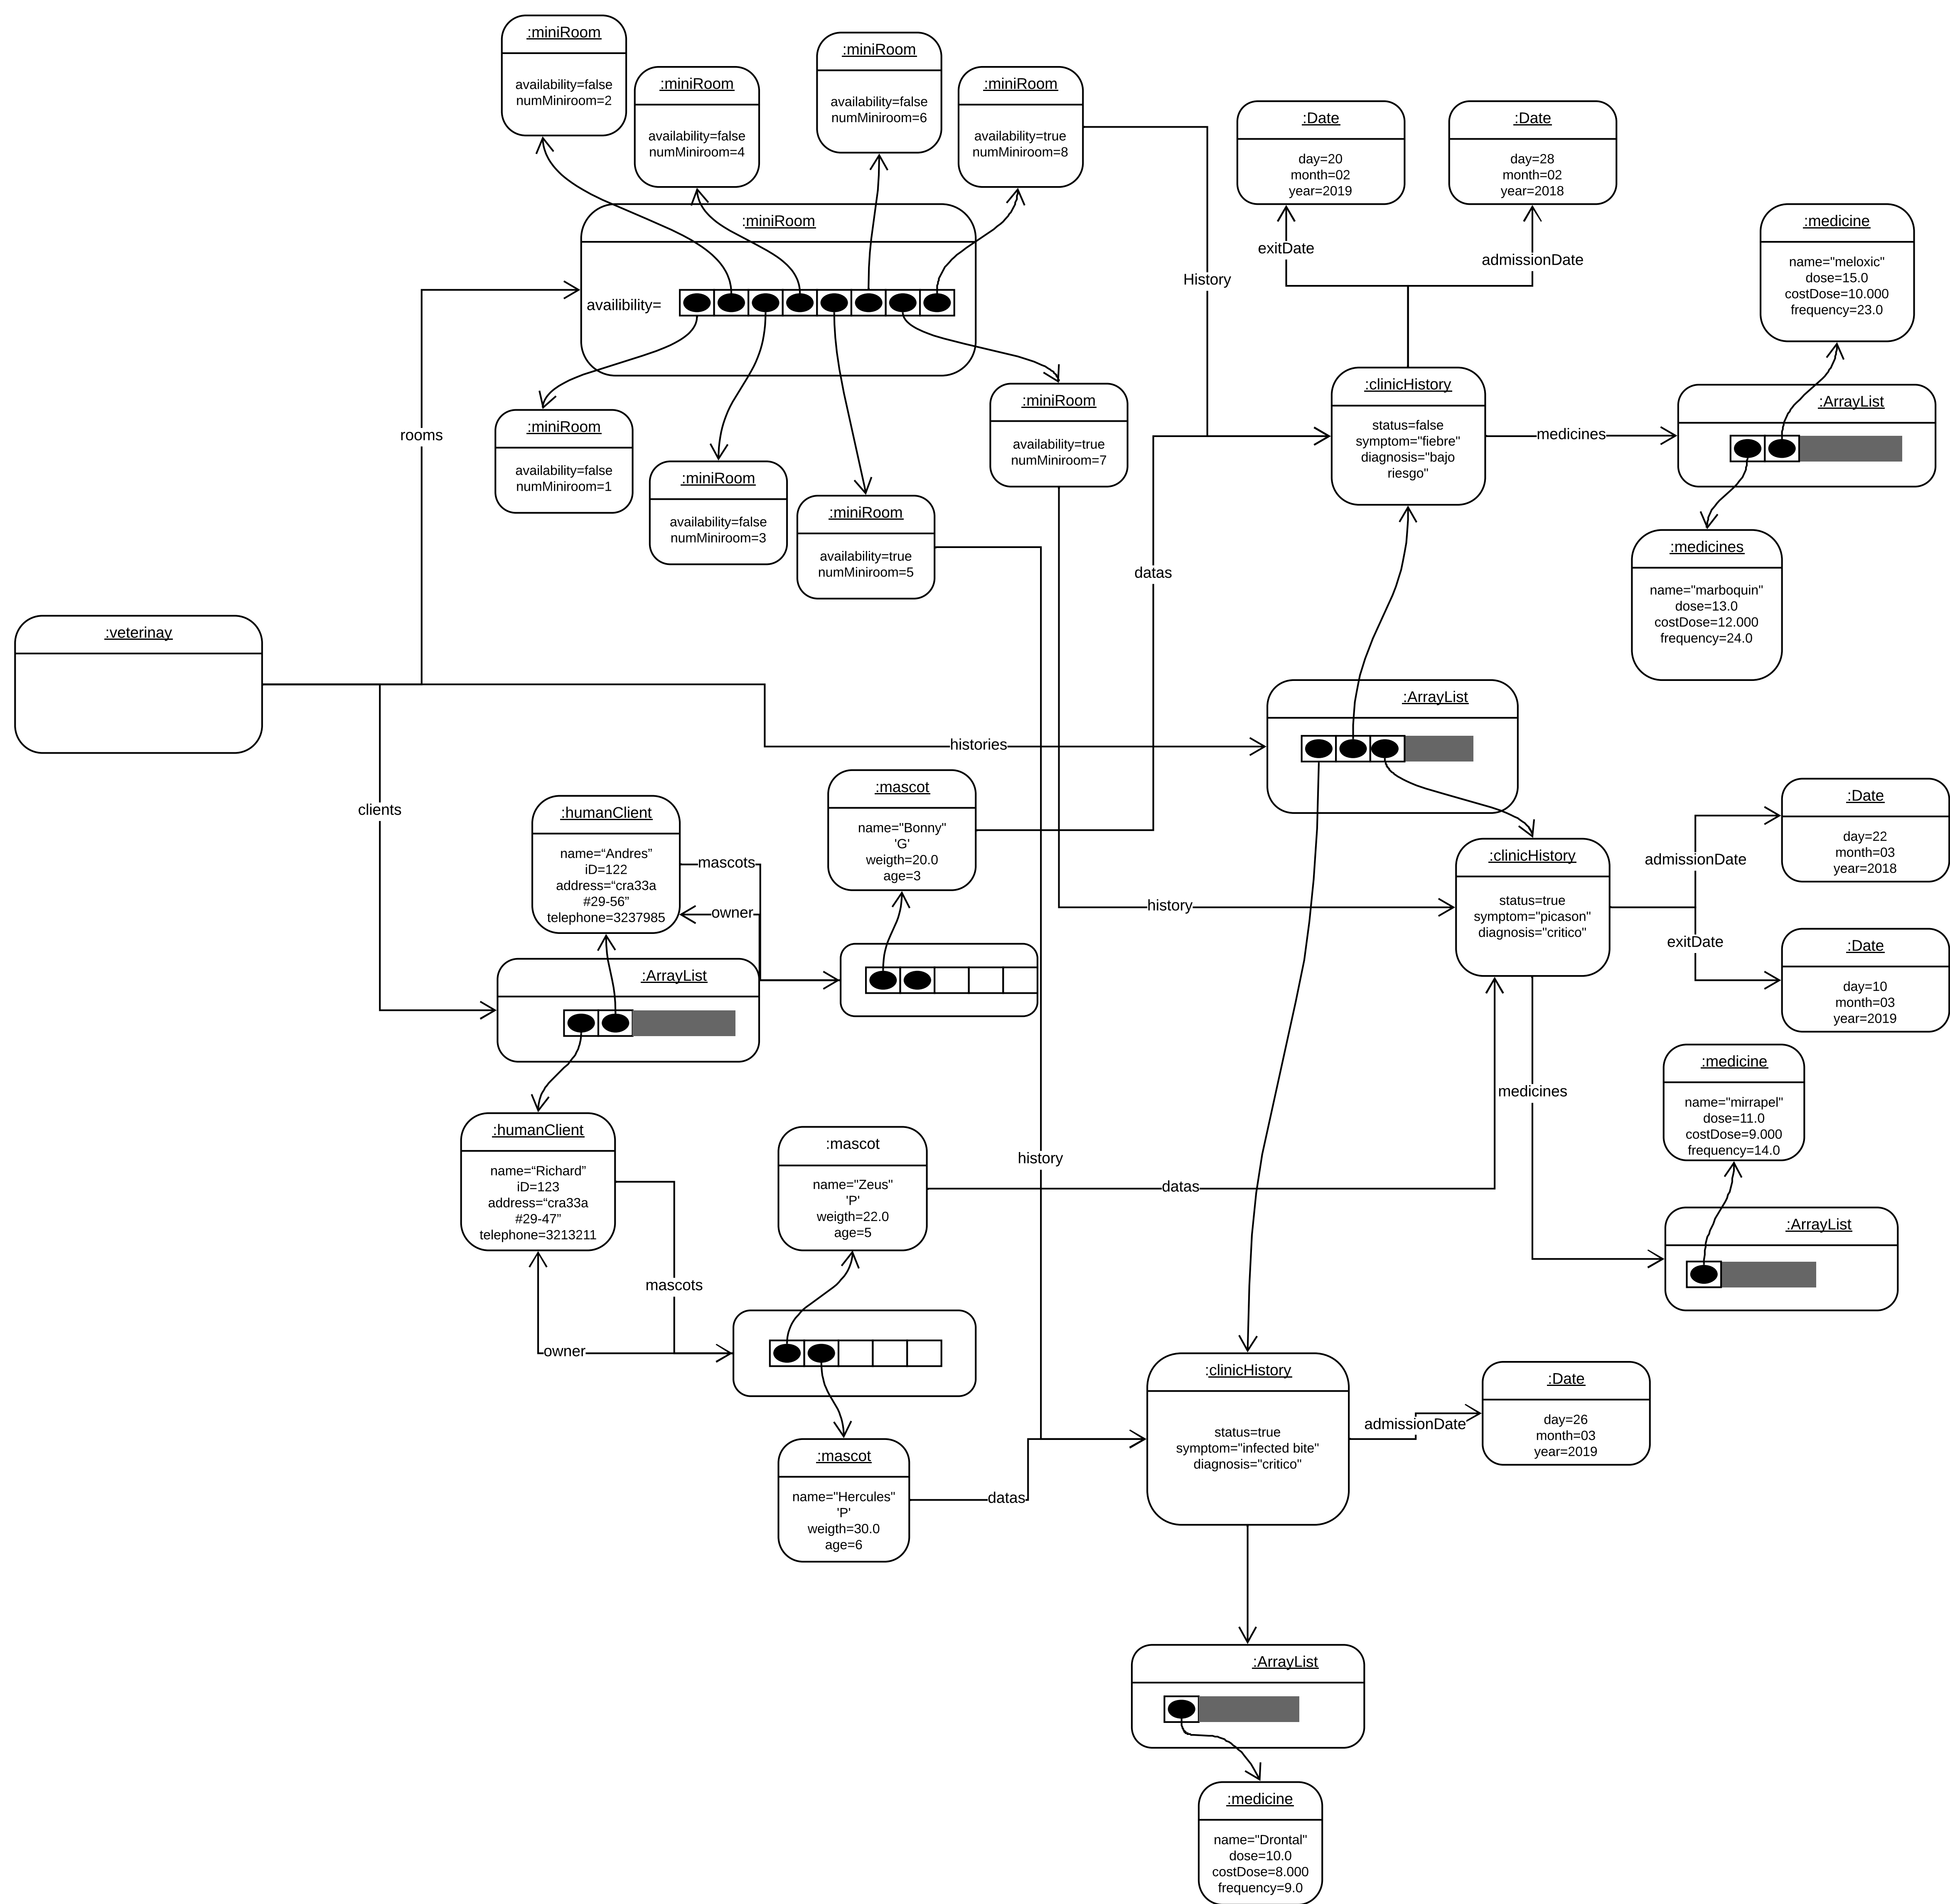 :miniRoom
availability=false
numMiniroom=2
:miniRoom
availability=false
numMiniroom=4
:miniRoom
availability=false
numMiniroom=6
:miniRoom
availability=true
numMiniroom=8
:Date
day=20
month=02
year=2019
:Date
day=28
month=02
year=2018
:miniRoom
availibility=
History
exitDate
admissionDate
:medicine
name="meloxic"
dose=15.0
costDose=10.000
frequency=23.0
rooms
:miniRoom
availability=false
numMiniroom=1
:miniRoom
availability=false
numMiniroom=3
:miniRoom
availability=true
numMiniroom=5
:miniRoom
availability=true
numMiniroom=7
:clinicHistory
status=false
symptom="fiebre"
diagnosis="bajo
riesgo"
medicines
:ArrayList
:medicines
name="marboquin"
dose=13.0
costDose=12.000
frequency=24.0
datas
:veterinay
:ArrayList
histories
clients
:humanClient
name=“Andres”
iD=122
address=“cra33a
#29-56”
telephone=3237985
mascots
owner
:mascot
name="Bonny"
'G'
weigth=20.0
age=3
history
:clinicHistory
status=true
symptom="picason"
diagnosis="critico"
admissionDate
exitDate
:Date
day=22
month=03
year=2018
:Date
day=10
month=03
year=2019
:ArrayList
medicines
:medicine
name="mirrapel"
dose=11.0
costDose=9.000
frequency=14.0
:humanClient
name=“Richard”
iD=123
address=“cra33a
#29-47”
telephone=3213211
:mascot
name="Zeus"
'P'
weigth=22.0
age=5
history
datas
:ArrayList
mascots
owner
:clinicHistory
status=true
symptom="infected bite"
diagnosis="critico"
admissionDate
:Date
day=26
month=03
year=2019
:mascot
name="Hercules"
'P'
weigth=30.0
age=6
datas
:ArrayList
:medicine
name="Drontal"
dose=10.0
costDose=8.000
frequency=9.0